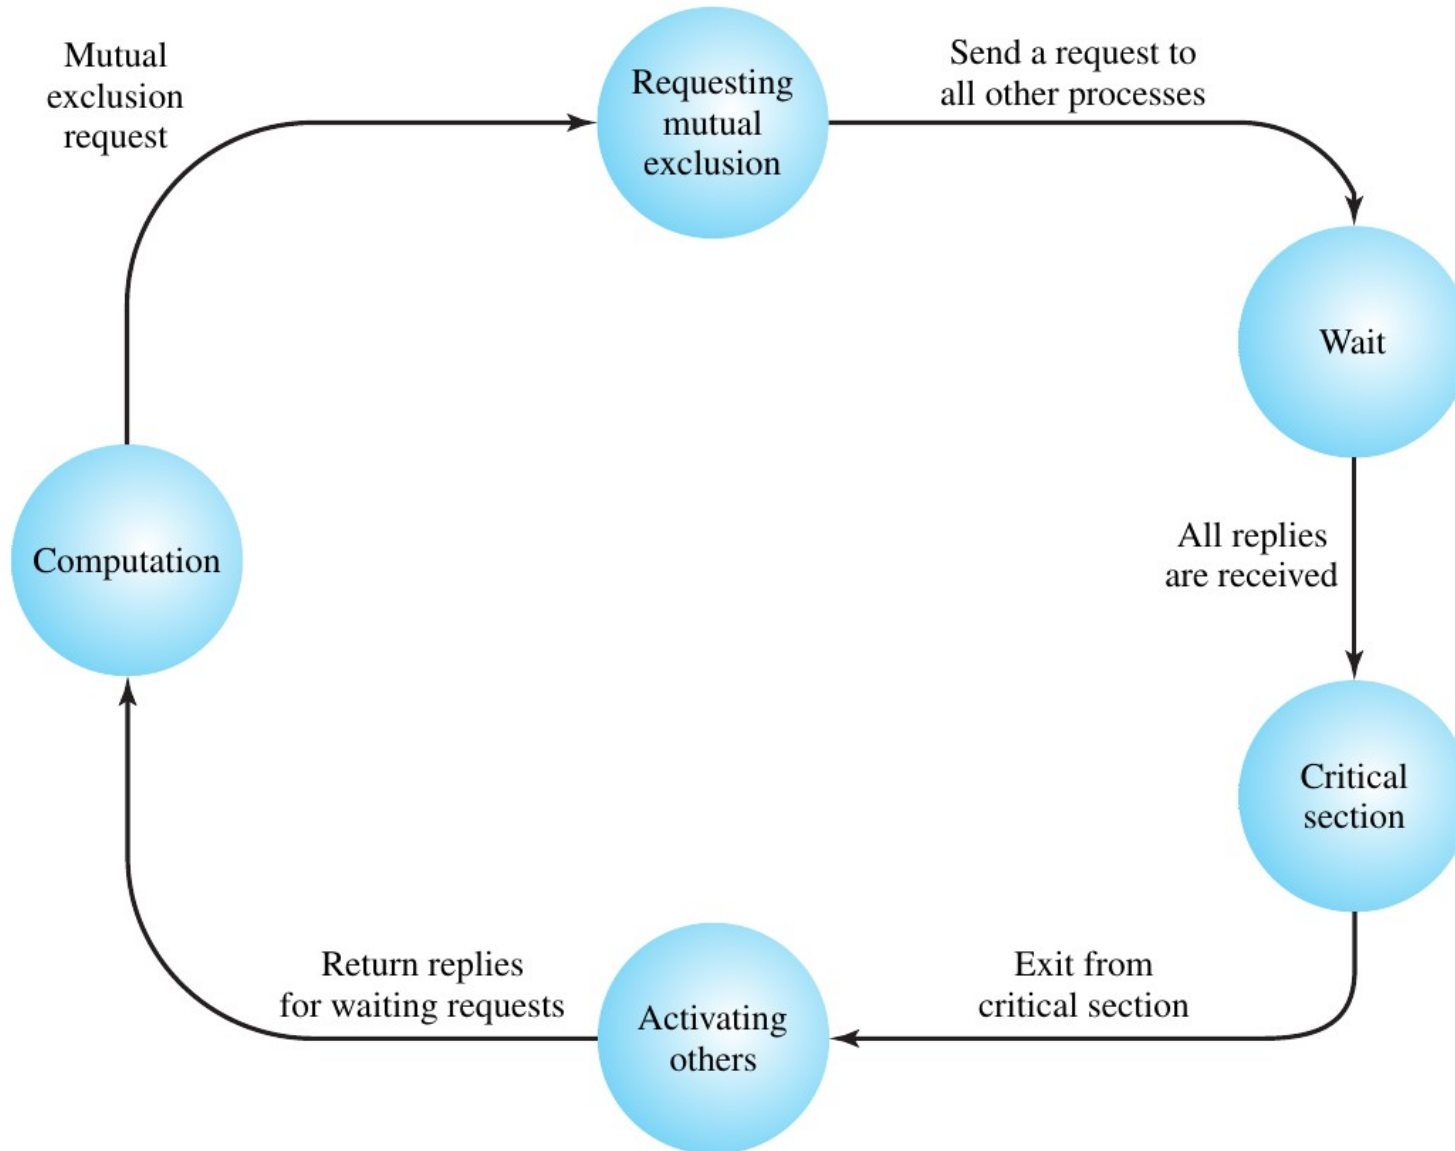 Mutual
exclusion
request
Requesting
mutual
exclusion
Send a request to
all other processes
Wait
All replies
are received
Critical
section
Exit from
critical section
Activating
others
Return replies
for waiting requests
Computation